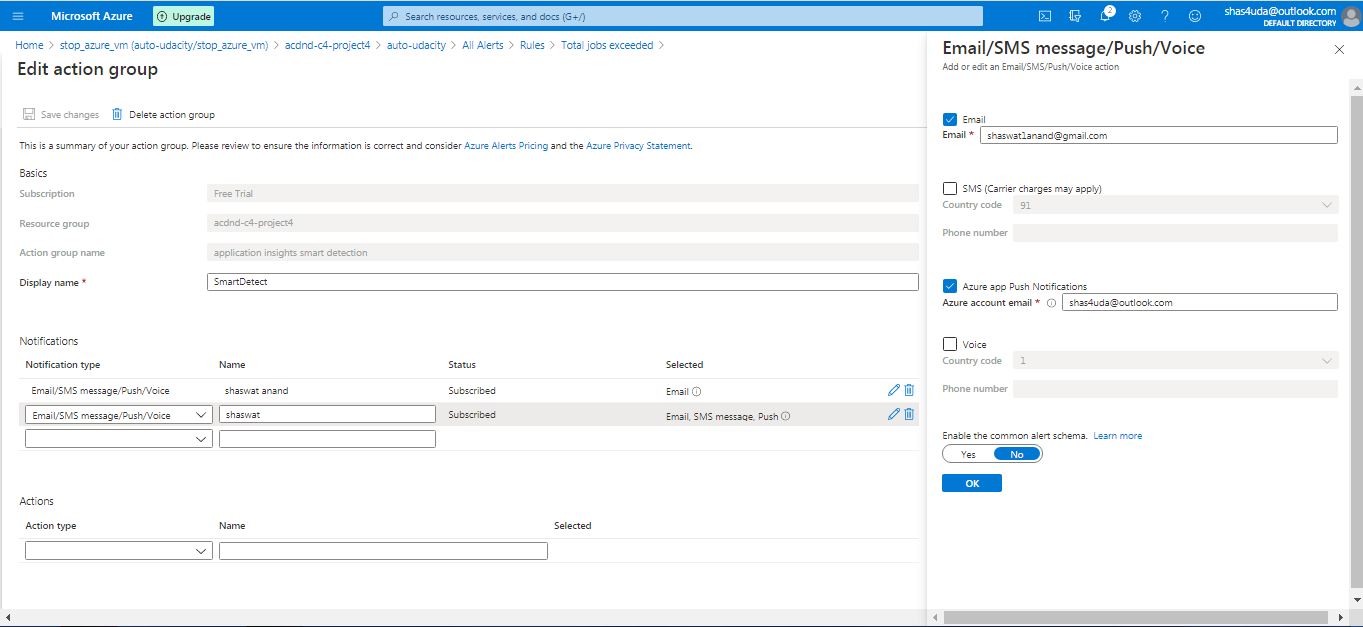 Microsoft Azure
Upgrade
Search resources, services, and docs (G+/)
2
shas4uda@outlook.com
DEFAULT DIRECTORY
Home > stop_azure_vm (auto-udacity/stop_azure_vm) > acdnd-c4-project4 > auto-udacity > All Alerts > Rules > Total jobs exceeded >
Edit action group
Save changes
Delete action group
This is a summary of your action group. Please review to ensure the information is correct and consider Azure Alerts Pricing and the Azure Privacy Statement.
Basics
Subscription
Free Trial
Resource group
acdnd-c4-project4
Action group name
application insights smart detection
Display name *
SmartDetect
Notifications
Notification type Name Status Selected
Email/SMS message/Push/Voice shaswat anand Subscribed Email
Email/SMS message/Push/Voice shaswat Subscribed Email, SMS message, Push
Actions
Action type Name Selected
Email/SMS message/Push/Voice
Add or edit an Email/SMS/Push/Voice action
Email
Email * shaswat1anand@gmail.com
SMS (Carrier charges may apply)
Country code 91
Phone number
Azure app Push Notifications
Azure account email * shas4uda@outlook.com
Voice
Country code 1
Phone number
Enable the common alert schema. Learn more
Yes No
OK